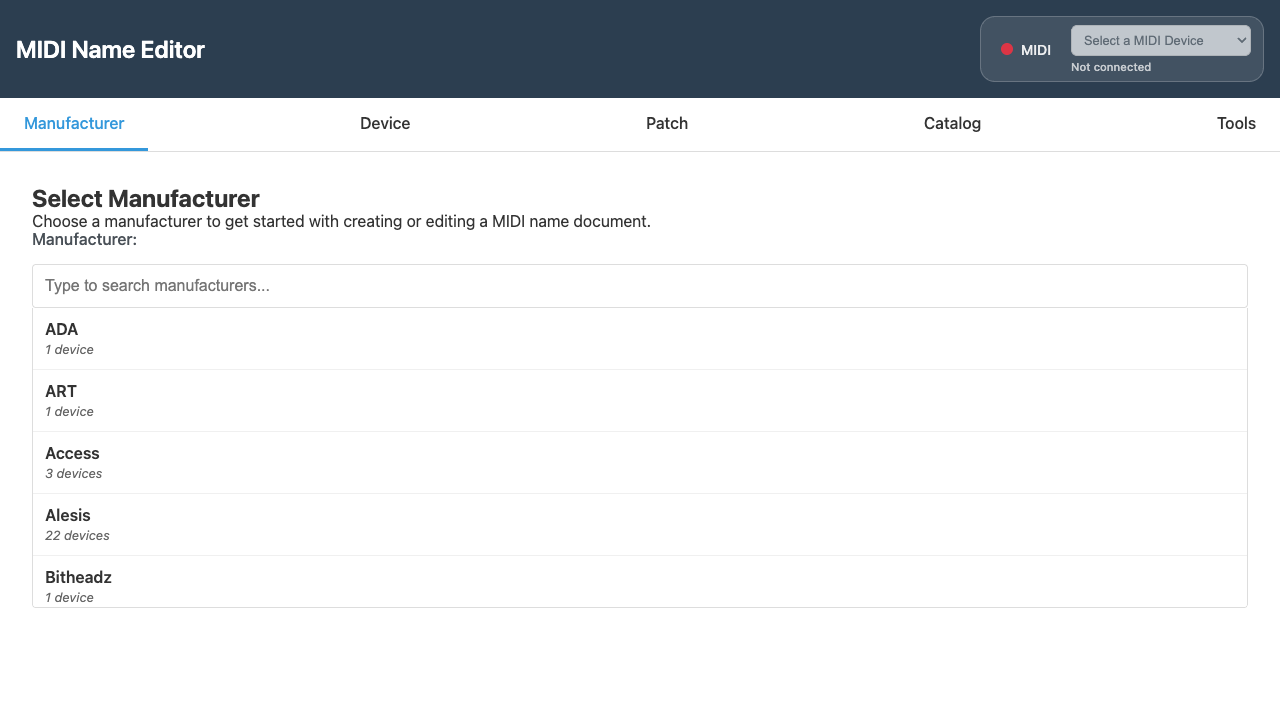 MIDI Name Editor
MIDI
Select a MIDI Device
Not connected
Manufacturer
Device
Patch
Catalog
Tools
Select Manufacturer
Choose a manufacturer to get started with creating or editing a MIDI name document.
Manufacturer:
Type to search manufacturers...
ADA
1 device
ART
1 device
Access
3 devices
Alesis
22 devices
Bitheadz
1 device